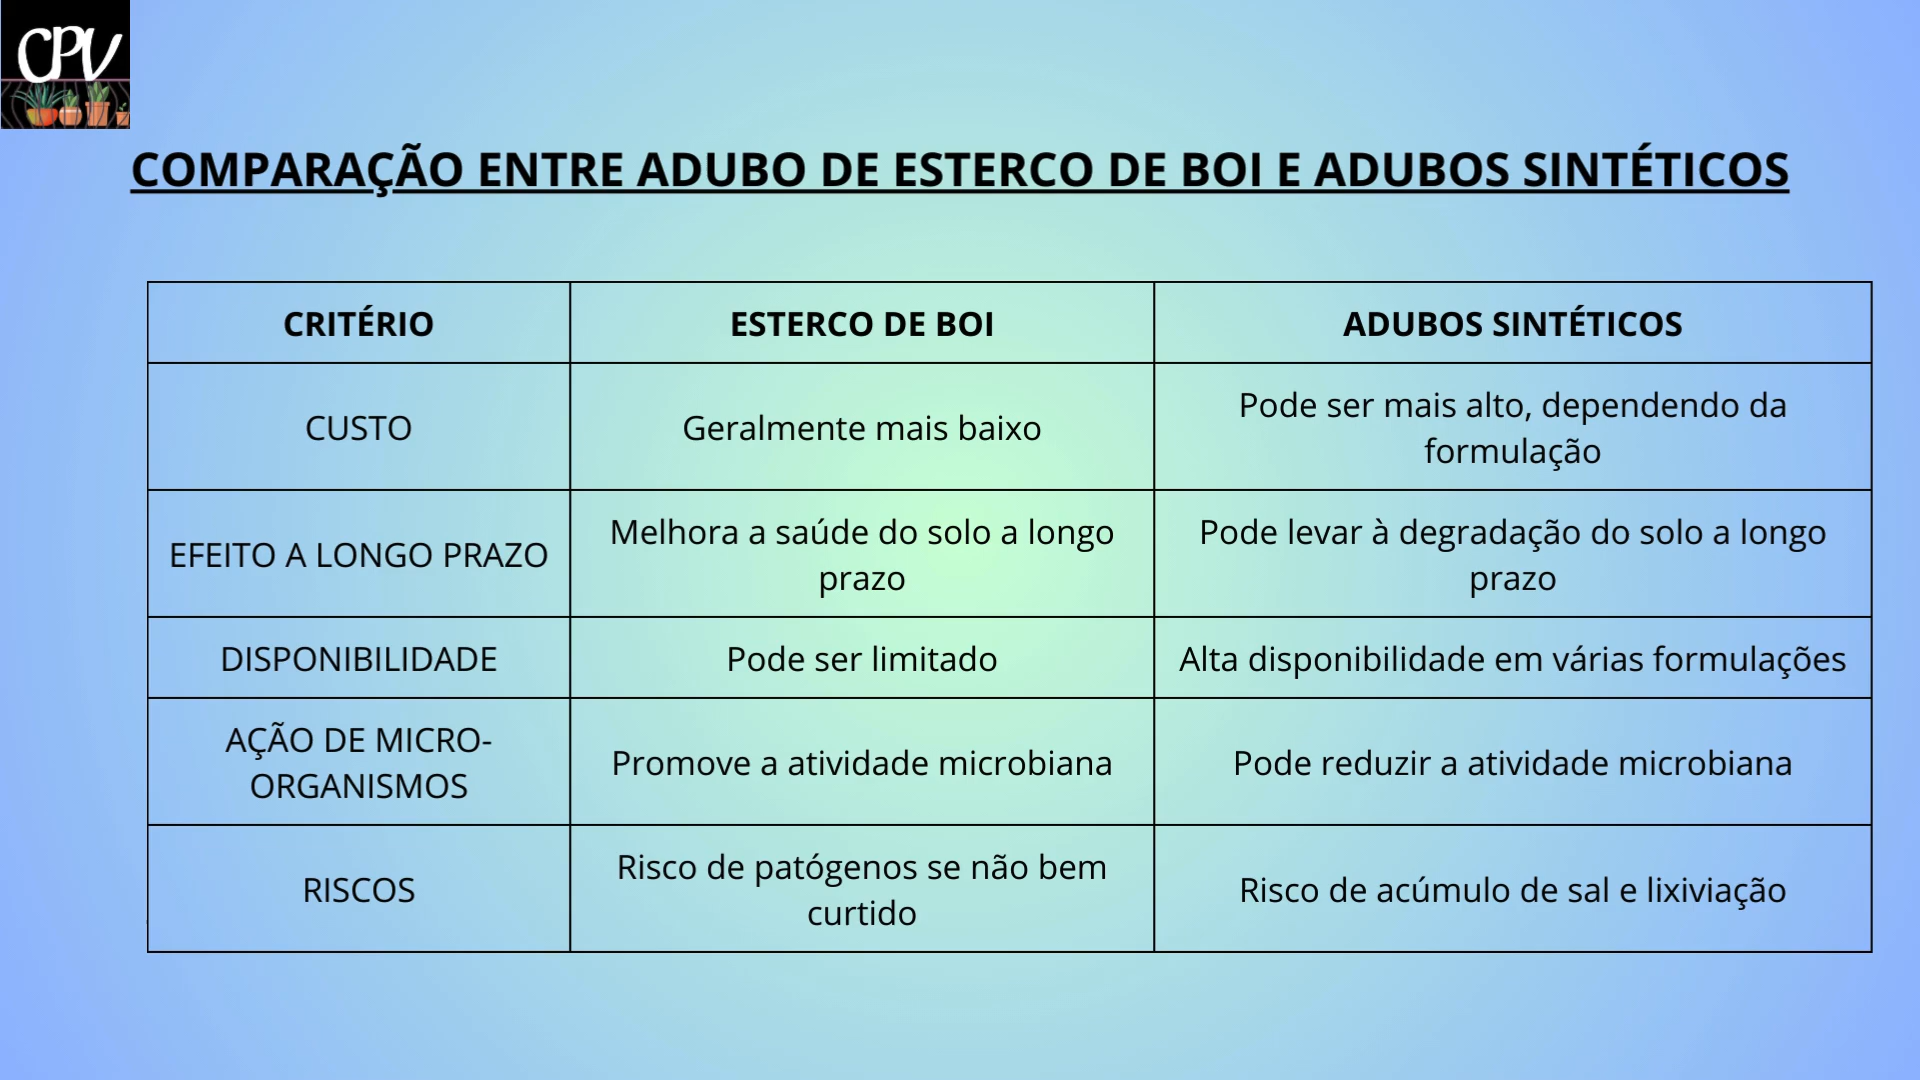 CPV
COMPARAÇÃO ENTRE ADUBO DE ESTERCO DE BOI E ADUBOS SINTÉTICOS
CRITÉRIO
ESTERCO DE BOI
ADUBOS SINTÉTICOS
CUSTO
Geralmente mais baixo
Pode ser mais alto, dependendo da
formulação
EFEITO A LONGO PRAZO
Melhora a saúde do solo a longo
prazo
Pode levar à degradação do solo a longo
prazo
DISPONIBILIDADE
Pode ser limitado
Alta disponibilidade em várias formulações
AÇÃO DE MICRO-
ORGANISMOS
Promove a atividade microbiana
Pode reduzir a atividade microbiana
RISCOS
Risco de patógenos se não bem
curtido
Risco de acúmulo de sal e lixiviação